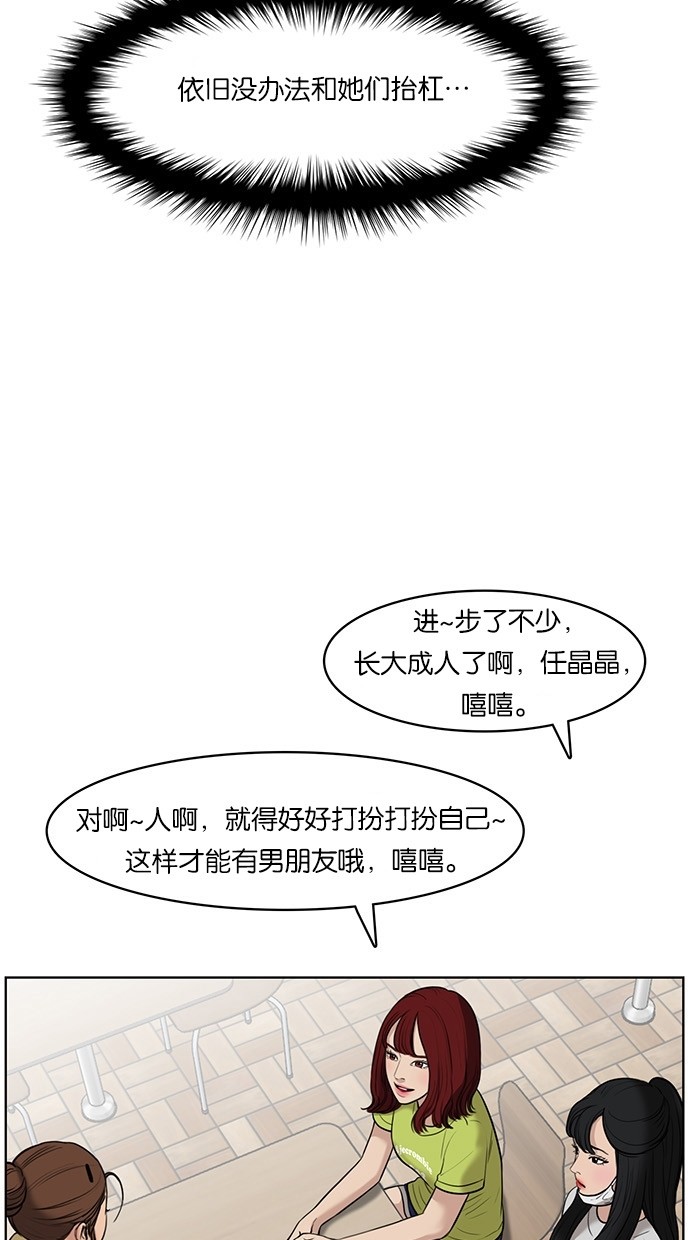 依旧没办法和她们抬杠…
进~步了不少，
长大成人了啊，任晶晶，
嘻嘻。
对啊~人啊，就得好好打扮打扮自己~
这样才能有男朋友哦，嘻嘻。